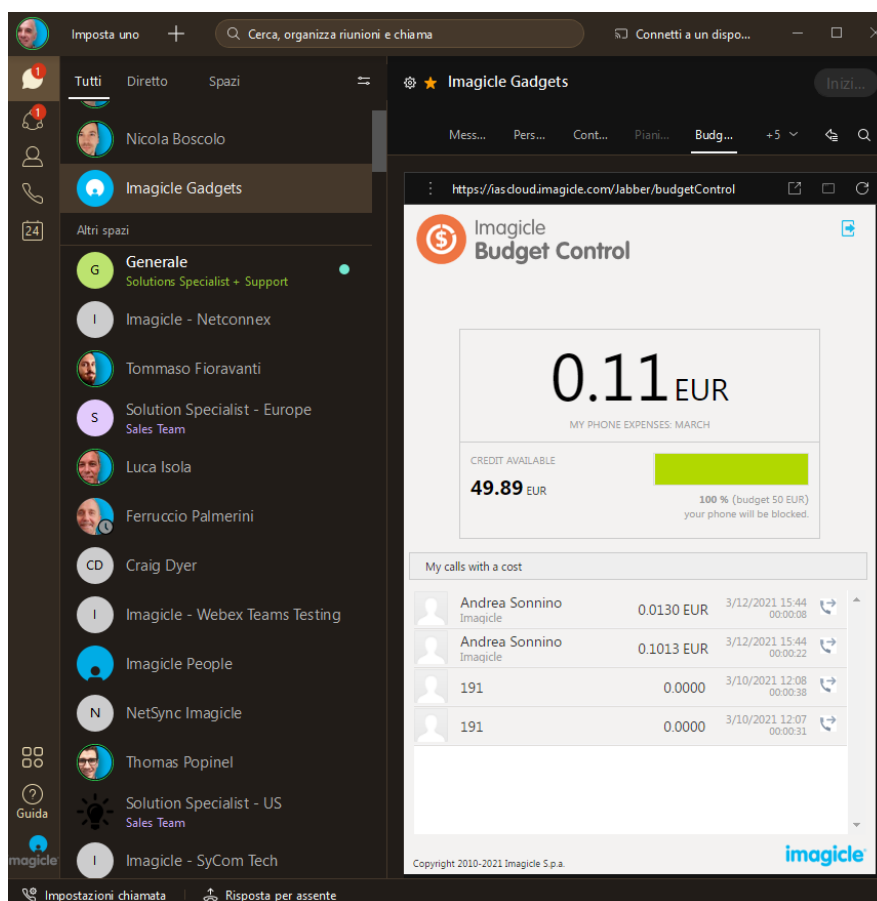 Imposta uno
Cerca, organizza riunioni e chiama
Connetti a un dispo...
1
1
24
Guida
imagicle
Tutti
Diretto
Spazi
Nicola Boscolo
Imagicle Gadgets
Altri spazi
G
Generale
Solutions Specialist + Support
I
Imagicle - Netconnex
Tommaso Fioravanti
S
Solution Specialist - Europe
Sales Team
Luca Isola
Ferruccio Palmerini
CD
Craig Dyer
I
Imagicle - Webex Teams Testing
Imagicle People
N
NetSync Imagicle
Thomas Popinel
Solution Specialist - US
Sales Team
I
Imagicle - SyCom Tech
Impostazioni chiamata
Risposta per assente
Imagicle Gadgets
Inizi...
Mess...
Pers...
Cont...
Piani...
Budg...
+5
https://iascloud.imagicle.com/Jabber/budgetControl
Imagicle
Budget Control
0.11 EUR
MY PHONE EXPENSES: MARCH
CREDIT AVAILABLE
49.89 EUR
100 % (budget 50 EUR)
your phone will be blocked.
My calls with a cost
Andrea Sonnino 0.0130 EUR 3/12/2021 15:44
Imagicle 00:00:08
Andrea Sonnino 0.1013 EUR 3/12/2021 15:44
Imagicle 00:00:22
191 0.0000 3/10/2021 12:08
00:00:38
191 0.0000 3/10/2021 12:07
00:00:31
Copyright 2010-2021 Imagicle S.p.a.
imagicle